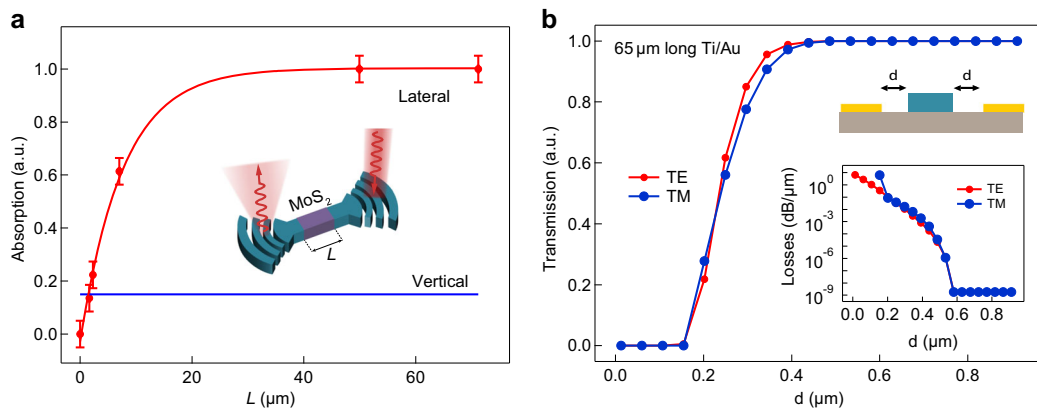 a
Absorption (a.u.)
1.0
0.8
0.6
0.4
0.2
0.0
0
20
40
60
L (μm)
Lateral
Vertical
MoS₂
L
b
Transmission (a.u.)
1.0
0.8
0.6
0.4
0.2
0.0
0.0
0.2
0.4
0.6
0.8
d (μm)
65 μm long Ti/Au
TE
TM
d
d
Losses (dB/μm)
10⁰
10⁻³
10⁻⁶
10⁻⁹
0.0
0.2
0.4
0.6
0.8
d (μm)
TE
TM